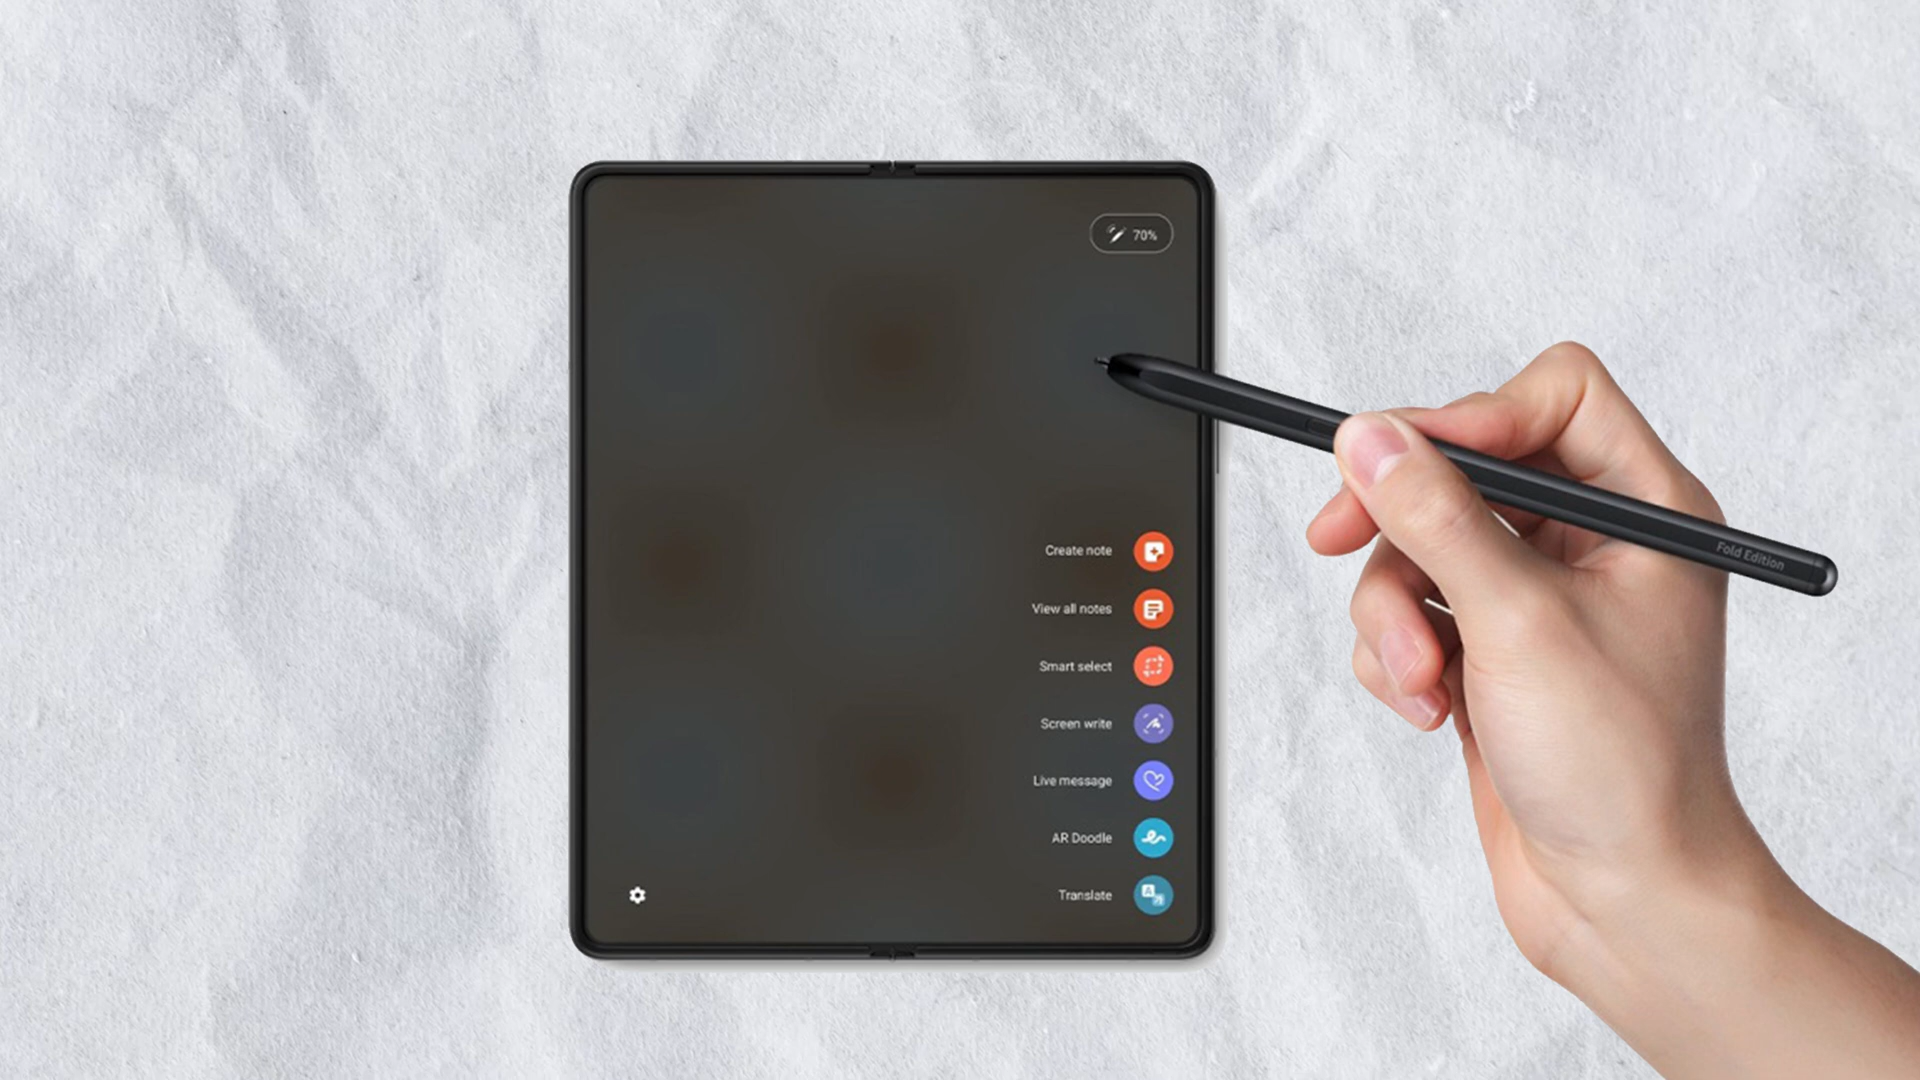 70%
Create note
View all notes
Smart select
Screen write
Live message
AR Doodle
Translate
Fold Edition